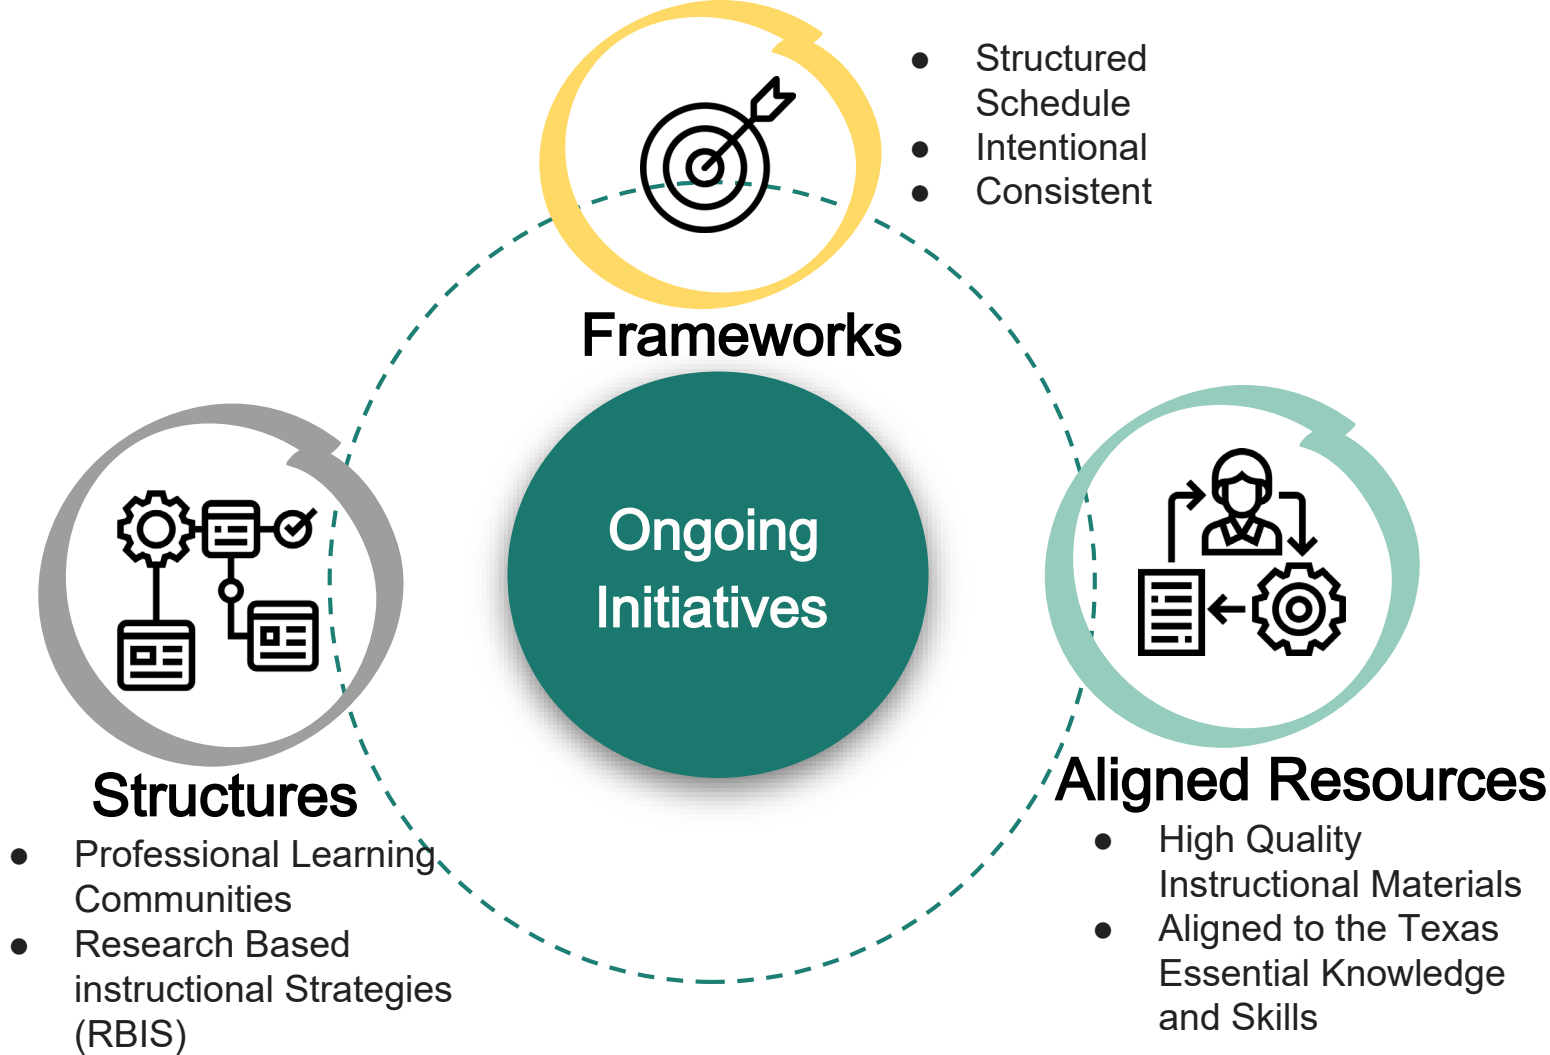 ● Structured
Schedule
● Intentional
● Consistent
Frameworks
Ongoing
Initiatives
Structures
● Professional Learning
Communities
● Research Based
instructional Strategies
(RBIS)
Aligned Resources
● High Quality
Instructional Materials
● Aligned to the Texas
Essential Knowledge
and Skills